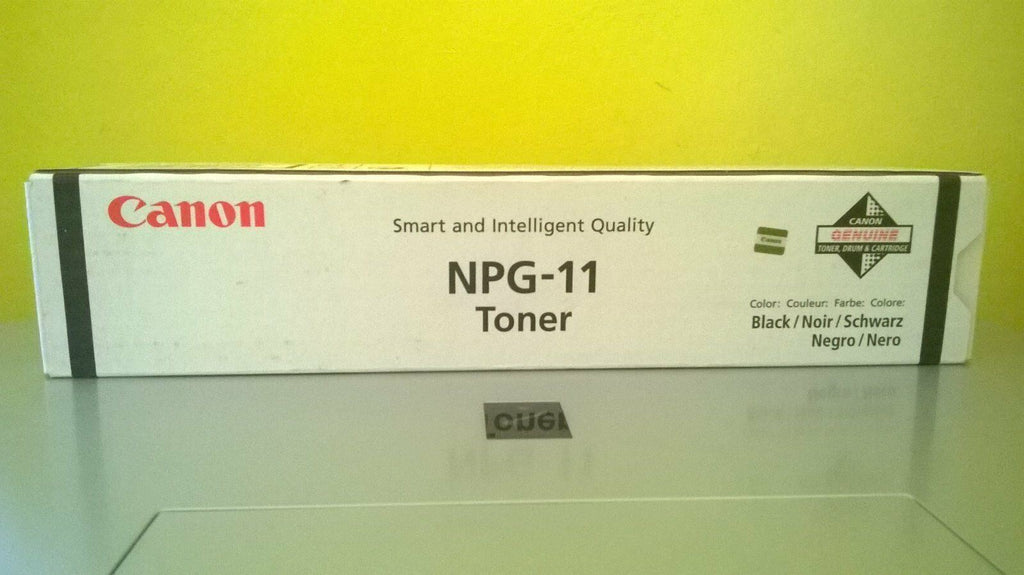 Canon
Smart and Intelligent Quality
NPG-11
Toner
Canon
CANON
GENUINE
TONER, DRUM & CARTRIDGE
Color: Couleur: Farbe: Colore:
Black / Noir / Schwarz
Negro / Nero